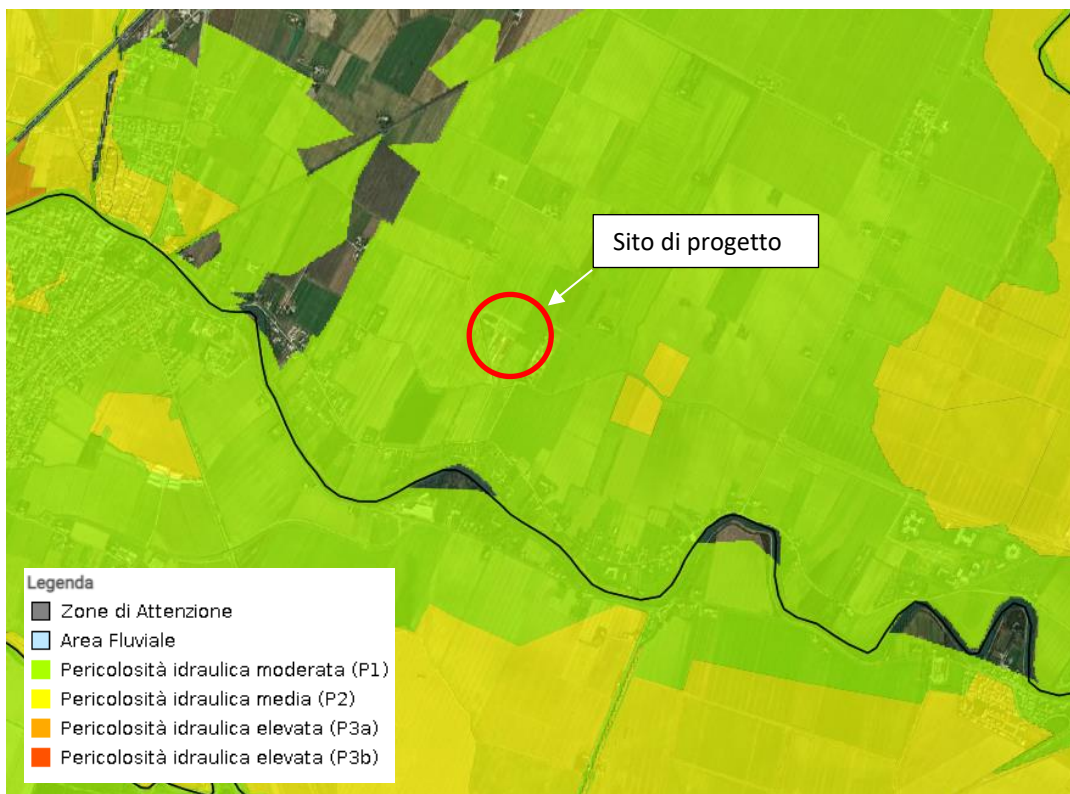 Sito di progetto
Legenda
Zone di Attenzione
Area Fluviale
Pericolosità idraulica moderata (P1)
Pericolosità idraulica media (P2)
Pericolosità idraulica elevata (P3a)
Pericolosità idraulica elevata (P3b)